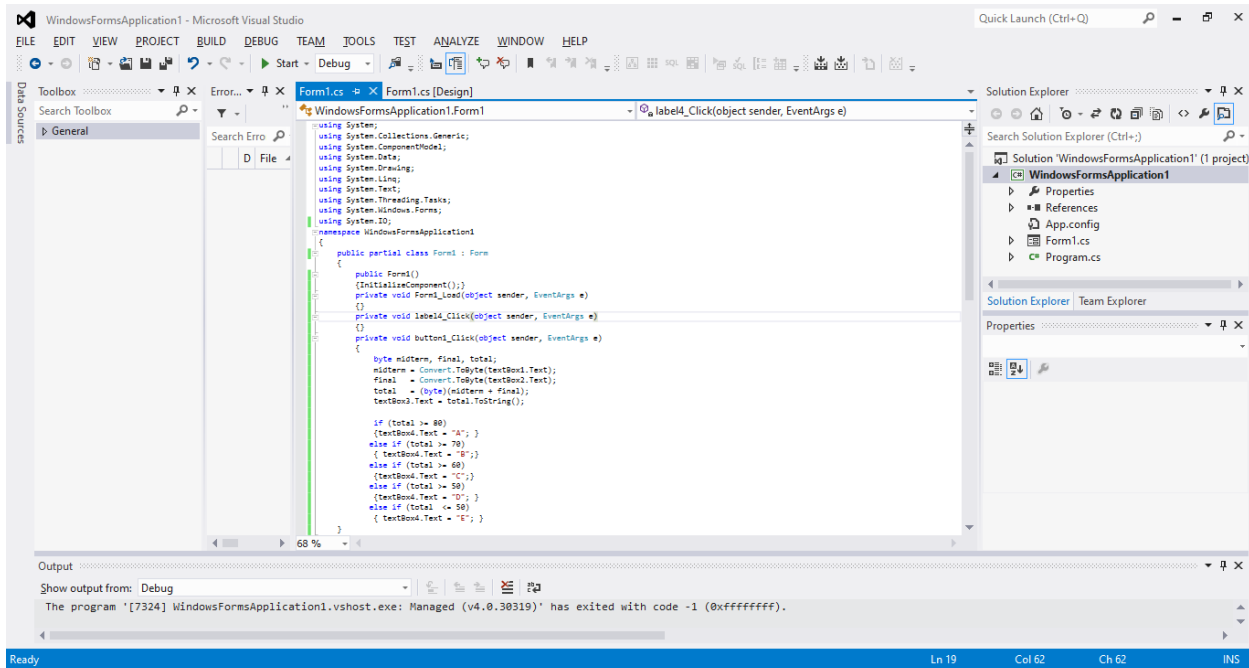 WindowsFormsApplication1 - Microsoft Visual Studio
Quick Launch (Ctrl+Q)
FILE EDIT VIEW PROJECT BUILD DEBUG TEAM TOOLS TEST ANALYZE WINDOW HELP
Start Debug
Data Sources
Toolbox
Search Toolbox
General
Error...
Search Erro
D File
Form1.cs
Form1.cs [Design]
WindowsFormsApplication1.Form1
label4_Click(object sender, EventArgs e)
using System;
using System.Collections.Generic;
using System.ComponentModel;
using System.Data;
using System.Drawing;
using System.Linq;
using System.Text;
using System.Threading.Tasks;
using System.Windows.Forms;
using System.IO;
namespace WindowsFormsApplication1
{
public partial class Form1 : Form
{
public Form1()
{InitializeComponent();}
private void Form1_Load(object sender, EventArgs e)
{}
private void label4_Click(object sender, EventArgs e)
{}
private void button1_Click(object sender, EventArgs e)
{
byte midterm, final, total;
midterm = Convert.ToByte(textBox1.Text);
final = Convert.ToByte(textBox2.Text);
total = (byte)(midterm + final);
textBox3.Text = total.ToString();
if (total >= 80)
{textBox4.Text = "A"; }
else if (total >= 70)
{ textBox4.Text = "B";}
else if (total >= 60)
{textBox4.Text = "C";}
else if (total >= 50)
{textBox4.Text = "D"; }
else if (total <= 50)
{ textBox4.Text = "E"; }
}
68 %
Solution Explorer
Search Solution Explorer (Ctrl+;)
Solution 'WindowsFormsApplication1' (1 project)
C# WindowsFormsApplication1
Properties
References
App.config
Form1.cs
C# Program.cs
Solution Explorer Team Explorer
Properties
Output
Show output from: Debug
The program '[7324] WindowsFormsApplication1.vshost.exe: Managed (v4.0.30319)' has exited with code -1 (0xffffffff).
Ready
Ln 19 Col 62 Ch 62 INS